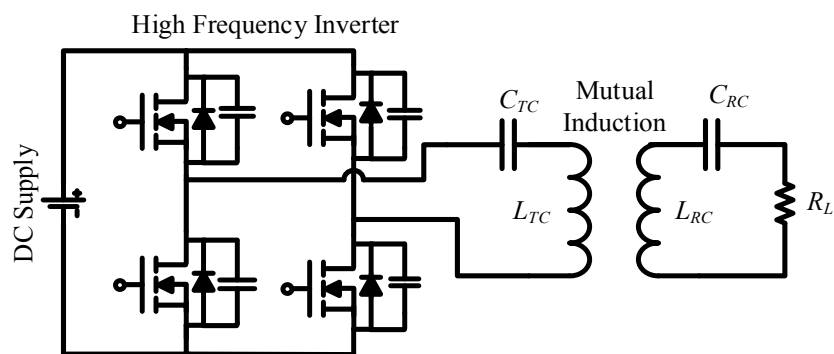 High Frequency Inverter
DC Supply
C_TC
Mutual
Induction
C_RC
L_TC
L_RC
R_L